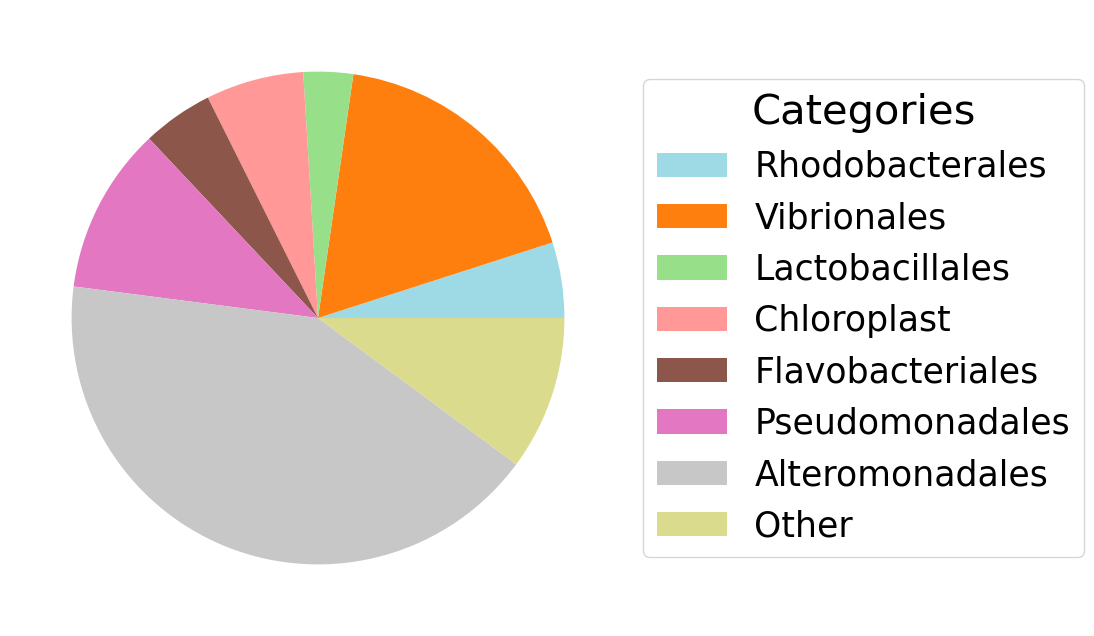 Categories
Rhodobacterales
Vibrionales
Lactobacillales
Chloroplast
Flavobacteriales
Pseudomonadales
Alteromonadales
Other